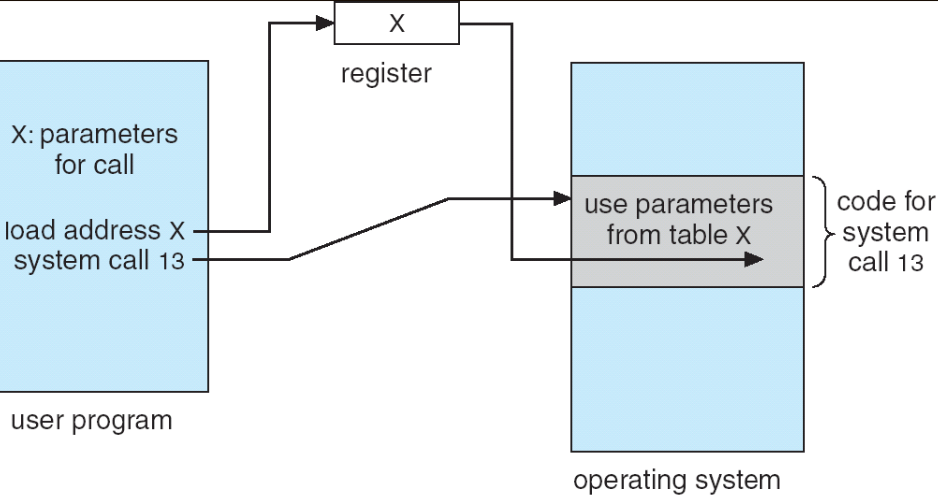 X
register
X: parameters
for call
load address X
system call 13
use parameters
from table X
code for
system
call 13
user program
operating system